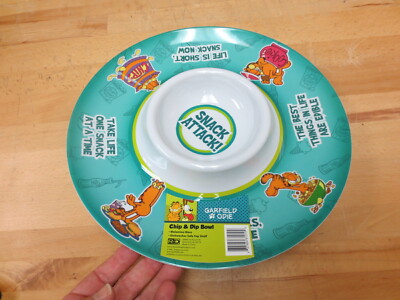 LIFE IS SHORT.
SNACK NOW.
THE BEST
THINGS IN LIFE
ARE EDIBLE
TAKE LIFE
ONE SNACK
AT A TIME
SNACK
ATTACK!
GARFIELD
ODIE
Chip & Dip Bowl